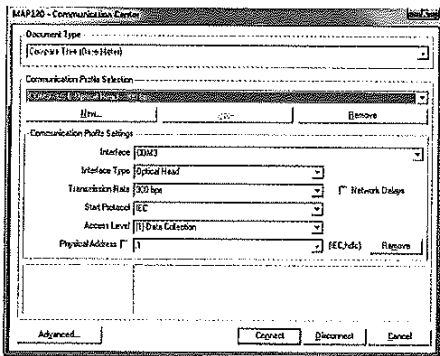 MAP120 - Communication Center
Document Type
Compare Time (Date Meter)
Communication Profile Selection
New...
Remove
Communication Profile Settings
Interface COM3
Interface Type Optical Head
Transmission Rate 300 bps Network Delays
Start Protocol IEC
Access Level [1] Data Collection
Physical Address 1 (IEC,hdlc) Remove
Advanced... Connect Disconnect Cancel